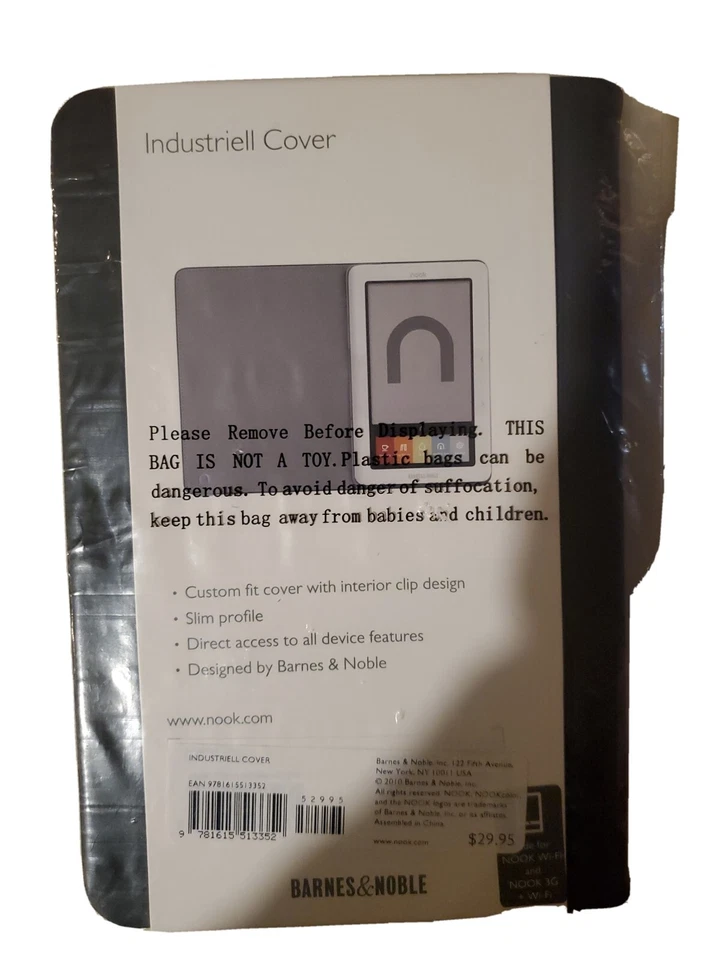 Industriell Cover
nook
Please Remove Before Displaying. THIS
BAG IS NOT A TOY.Plastic bags can be
dangerous. To avoid danger of suffocation,
keep this bag away from babies and children.
• Custom fit cover with interior clip design
• Slim profile
• Direct access to all device features
• Designed by Barnes & Noble
www.nook.com
INDUSTRIELL COVER
EAN 9781615513352
52995
9 781615 513352
Barnes & Noble, Inc. 122 Fifth Avenue,
New York, NY 10011 USA
© 2010 Barnes & Noble, Inc.
All rights reserved. NOOK, NOOKcolor,
and the NOOK logos are trademarks
of Barnes & Noble, Inc. or its affiliates.
Assembled in China
www.nook.com
$29.95
for
NOOK Wi-Fi
and
NOOK 3G
+ Wi-Fi
BARNES&NOBLE